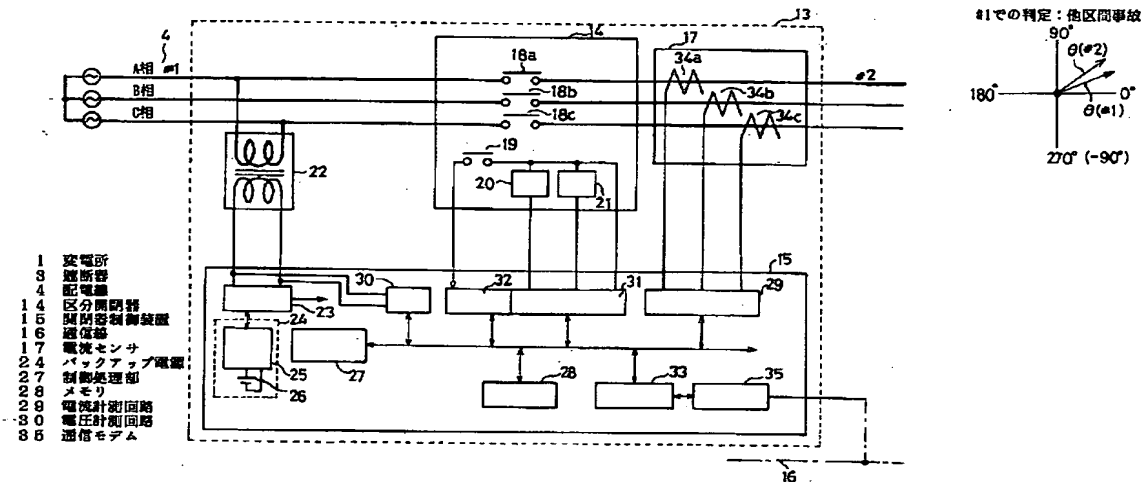 13
#1での判定：他区間事故
90°
θ(#2)
180°
0°
θ(#1)
270° (-90°)
4
14
17
A相 #1
18a
34a
#2
B相
18b
34b
C相
18c
34c
19
22
20
21
15
30
32
31
29
23
24
25
27
26
28
33
35
16
1 変電所
3 遮断器
4 配電線
14 区分開閉器
15 開閉器制御装置
16 通信線
17 電流センサ
24 バックアップ電源
27 制御処理部
28 メモリ
29 電流計測回路
30 電圧計測回路
35 通信モデム